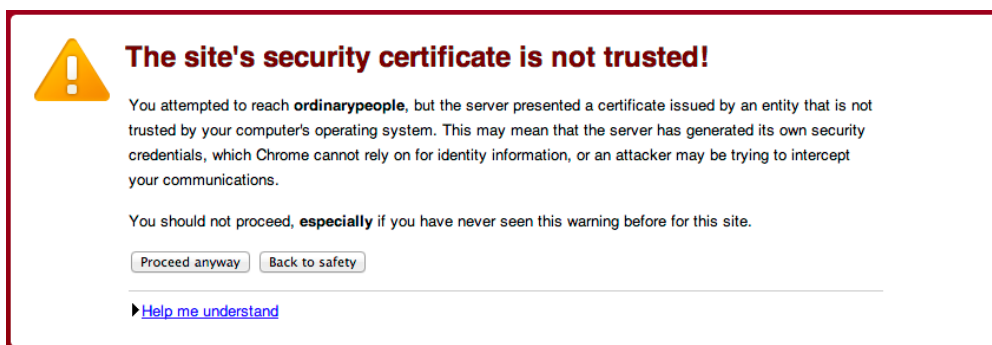 The site's security certificate is not trusted!
You attempted to reach ordinarypeople, but the server presented a certificate issued by an entity that is not
trusted by your computer's operating system. This may mean that the server has generated its own security
credentials, which Chrome cannot rely on for identity information, or an attacker may be trying to intercept
your communications.
You should not proceed, especially if you have never seen this warning before for this site.
Proceed anyway Back to safety
Help me understand